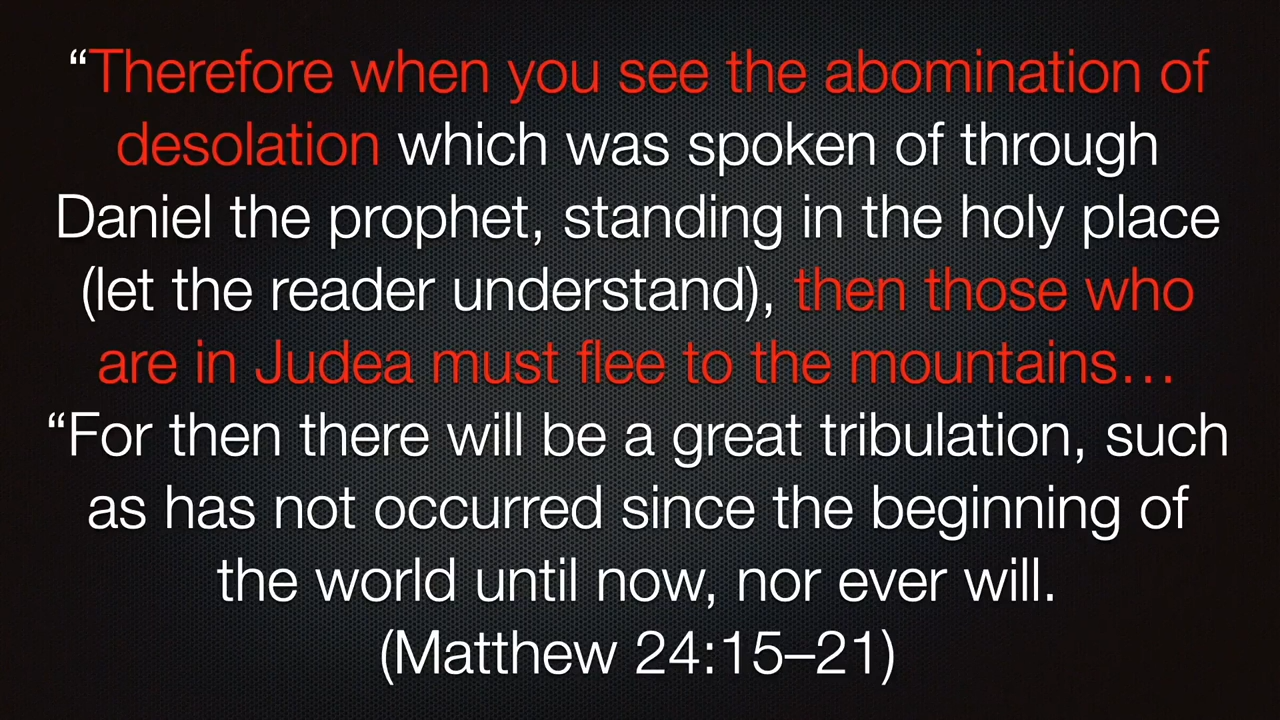 “Therefore when you see the abomination of
desolation which was spoken of through
Daniel the prophet, standing in the holy place
(let the reader understand), then those who
are in Judea must flee to the mountains…
“For then there will be a great tribulation, such
as has not occurred since the beginning of
the world until now, nor ever will.
(Matthew 24:15–21)